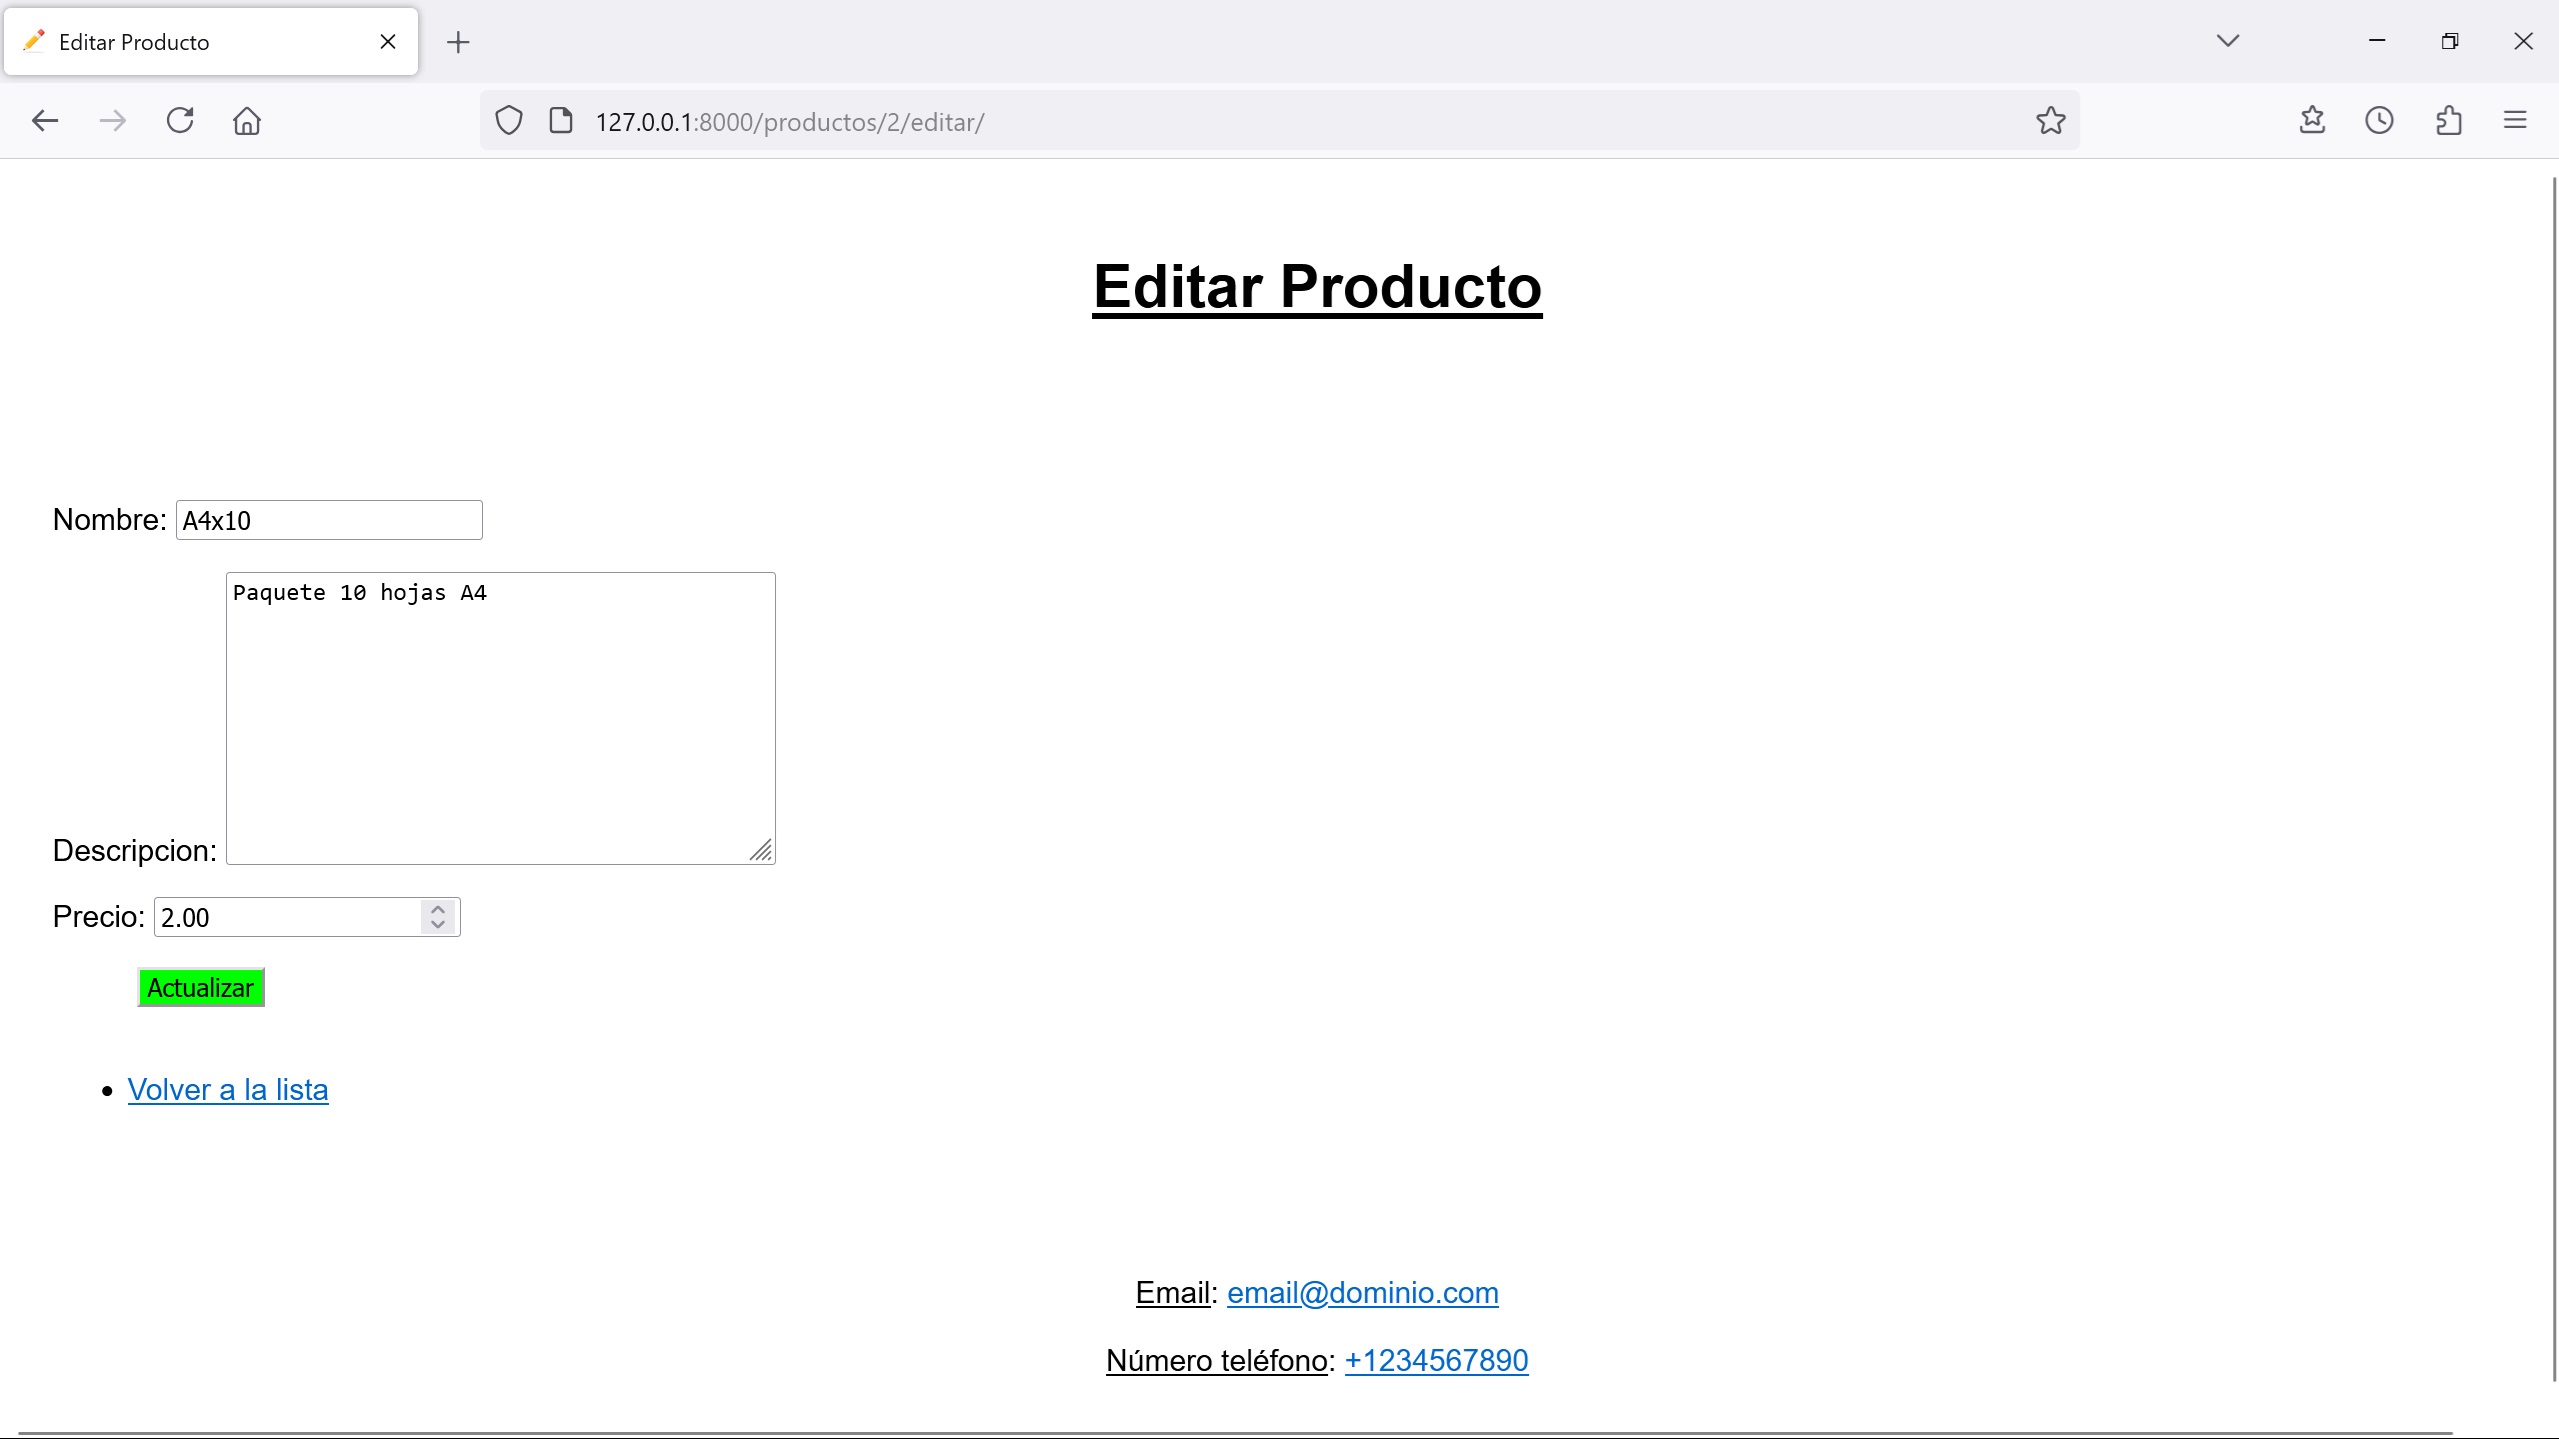 Editar Producto
127.0.0.1:8000/productos/2/editar/
Editar Producto
Nombre: A4x10
Paquete 10 hojas A4
Descripcion:
Precio: 2.00
Actualizar
Volver a la lista
Email: email@dominio.com
Número teléfono: +1234567890